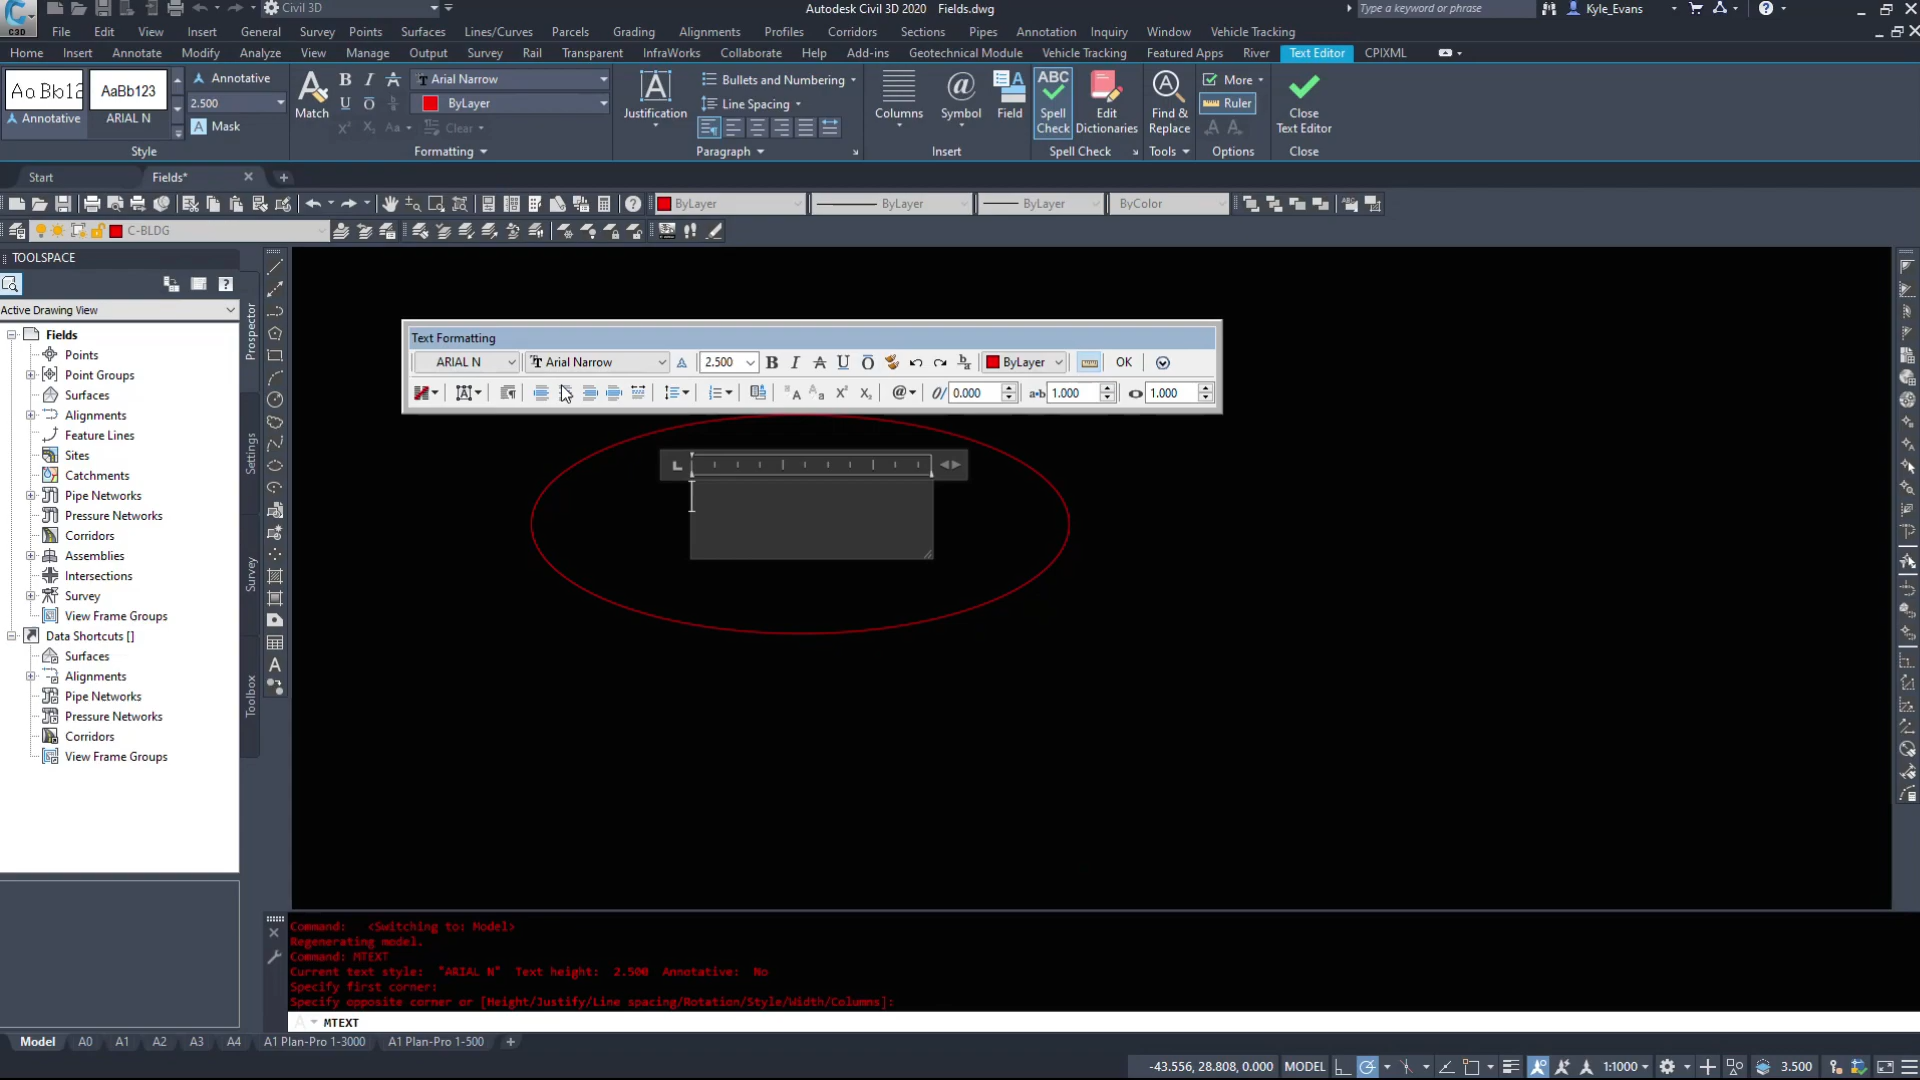 C3D
Civil 3D
Autodesk Civil 3D 2020 Fields.dwg
Type a keyword or phrase
Kyle_Evans
File Edit View Insert General Survey Points Surfaces Lines/Curves Parcels Grading Alignments Profiles Corridors Sections Pipes Annotation Inquiry Window Vehicle Tracking
Home Insert Annotate Modify Analyze View Manage Output Survey Rail Transparent InfraWorks Collaborate Help Add-ins Geotechnical Module Vehicle Tracking Featured Apps River Text Editor CPIXML
AaBb12
Annotative
AaBb123
ARIAL N
Annotative
2.500
Mask
Style
Match
Arial Narrow
ByLayer
Clear
Formatting
Justification
Bullets and Numbering
Line Spacing
Paragraph
Columns
Symbol
Field
Insert
ABC
Spell Check
Edit Dictionaries
Spell Check
Find & Replace
Tools
More
Ruler
Options
Close Text Editor
Close
Start
Fields*
ByLayer
ByLayer
ByLayer
ByColor
C-BLDG
TOOLSPACE
Active Drawing View
Fields
Points
Point Groups
Surfaces
Alignments
Feature Lines
Sites
Catchments
Pipe Networks
Pressure Networks
Corridors
Assemblies
Intersections
Survey
View Frame Groups
Data Shortcuts []
Surfaces
Alignments
Pipe Networks
Pressure Networks
Corridors
View Frame Groups
Prospector
Settings
Survey
Toolbox
Text Formatting
ARIAL N
Arial Narrow
2.500
ByLayer
OK
0.000
1.000
1.000
Command: <Switching to: Model>
Regenerating model.
Command: MTEXT
Current text style: "ARIAL N" Text height: 2.500 Annotative: No
Specify first corner:
Specify opposite corner or [Height/Justify/Line spacing/Rotation/Style/Width/Columns]:
MTEXT
Model A0 A1 A2 A3 A4 A1 Plan-Pro 1-3000 A1 Plan-Pro 1-500
-43.556, 28.808, 0.000 MODEL 1:1000 3.500